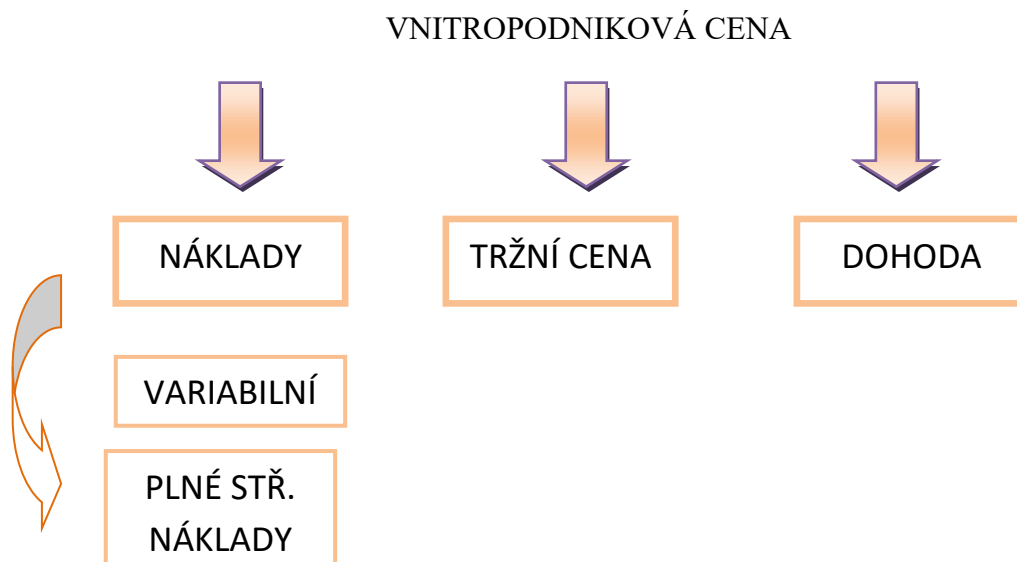 VNITROPODNIKOVÁ CENA
NÁKLADY
TRŽNÍ CENA
DOHODA
VARIABILNÍ
PLNÉ STŘ.
NÁKLADY